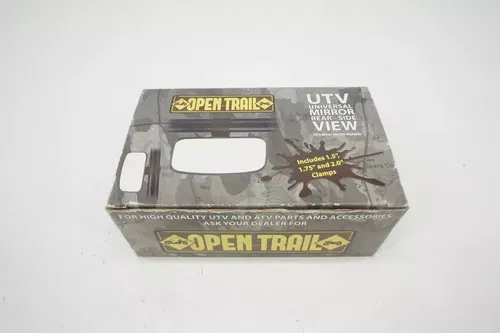 OPEN TRAIL
UTV
UNIVERSAL
MIRROR
REAR - SIDE
VIEW
Includes 1.5",
1.75" and 2.0"
Clamps
FOR HIGH QUALITY UTV AND ATV PARTS AND ACCESSORIES
ASK YOUR DEALER FOR
OPEN TRAIL